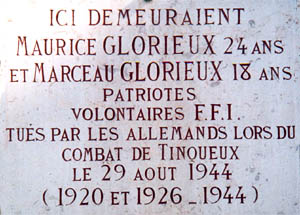 ICI DEMEURAIENT
MAURICE GLORIEUX 24 ANS
ET MARCEAU GLORIEUX 18 ANS
PATRIOTES
VOLONTAIRES F.F.I.
TUÉS PAR LES ALLEMANDS LORS DU
COMBAT DE TINQUEUX
LE 29 AOUT 1944
( 1920 ET 1926 _ 1944 )